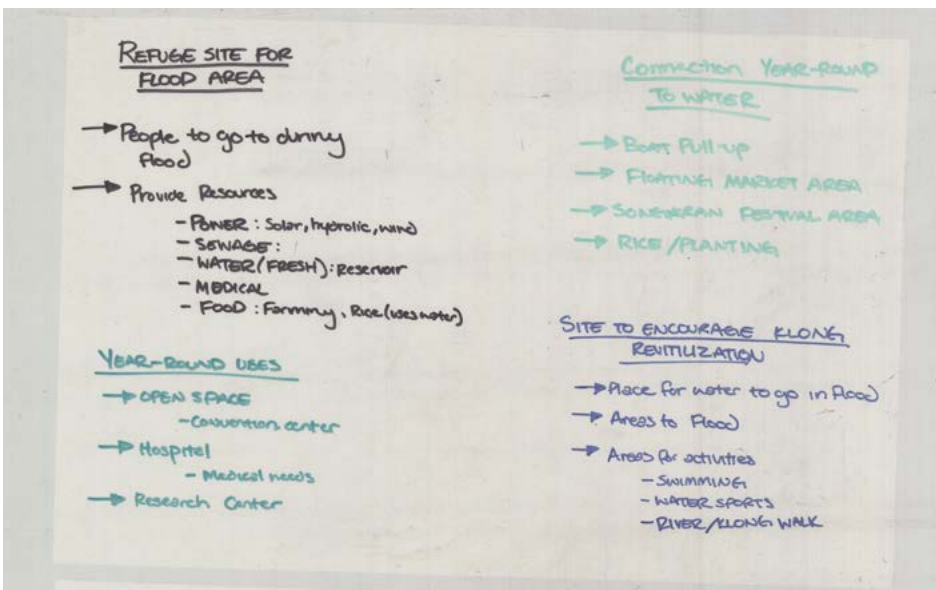 REFUGE SITE FOR
FLOOD AREA
→ People to go to during
flood
→ Provide Resources
- POWER : Solar, hydrolic, wind
- SEWAGE :
- WATER (FRESH) : Reservoir
- MEDICAL
- FOOD : Farming, Rice (uses water)
YEAR-ROUND USES
→ OPEN SPACE
- Convention center
→ Hospital
- Medical needs
→ Research Center
Connection YEAR-ROUND
TO WATER
→ BOAT PULL-UP
→ FLOATING MARKET AREA
→ SONGKRAN FESTIVAL AREA
→ RICE/PLANTING
SITE TO ENCOURAGE KLONG
REVITILIZATION
→ Place for water to go in flood
→ Areas to Flood
→ Areas for activities
- SWIMMING
- WATER SPORTS
- RIVER/KLONG WALK